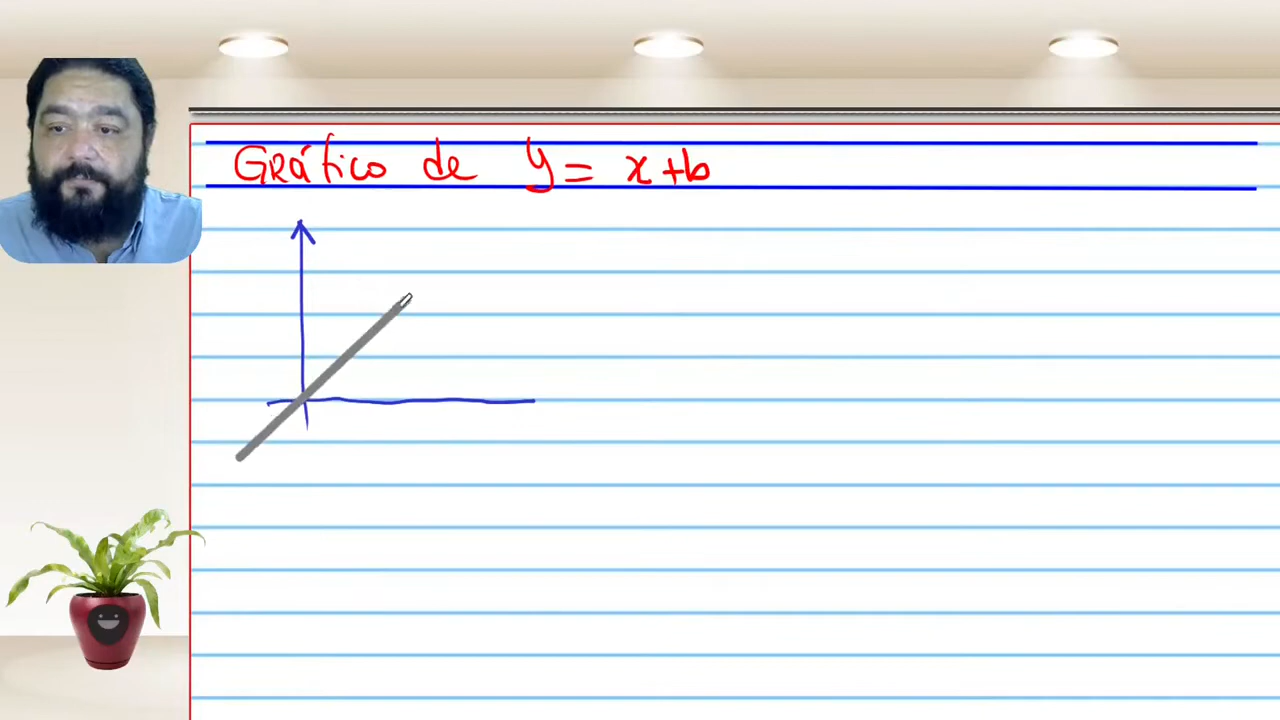 Gráfico de y = x+b